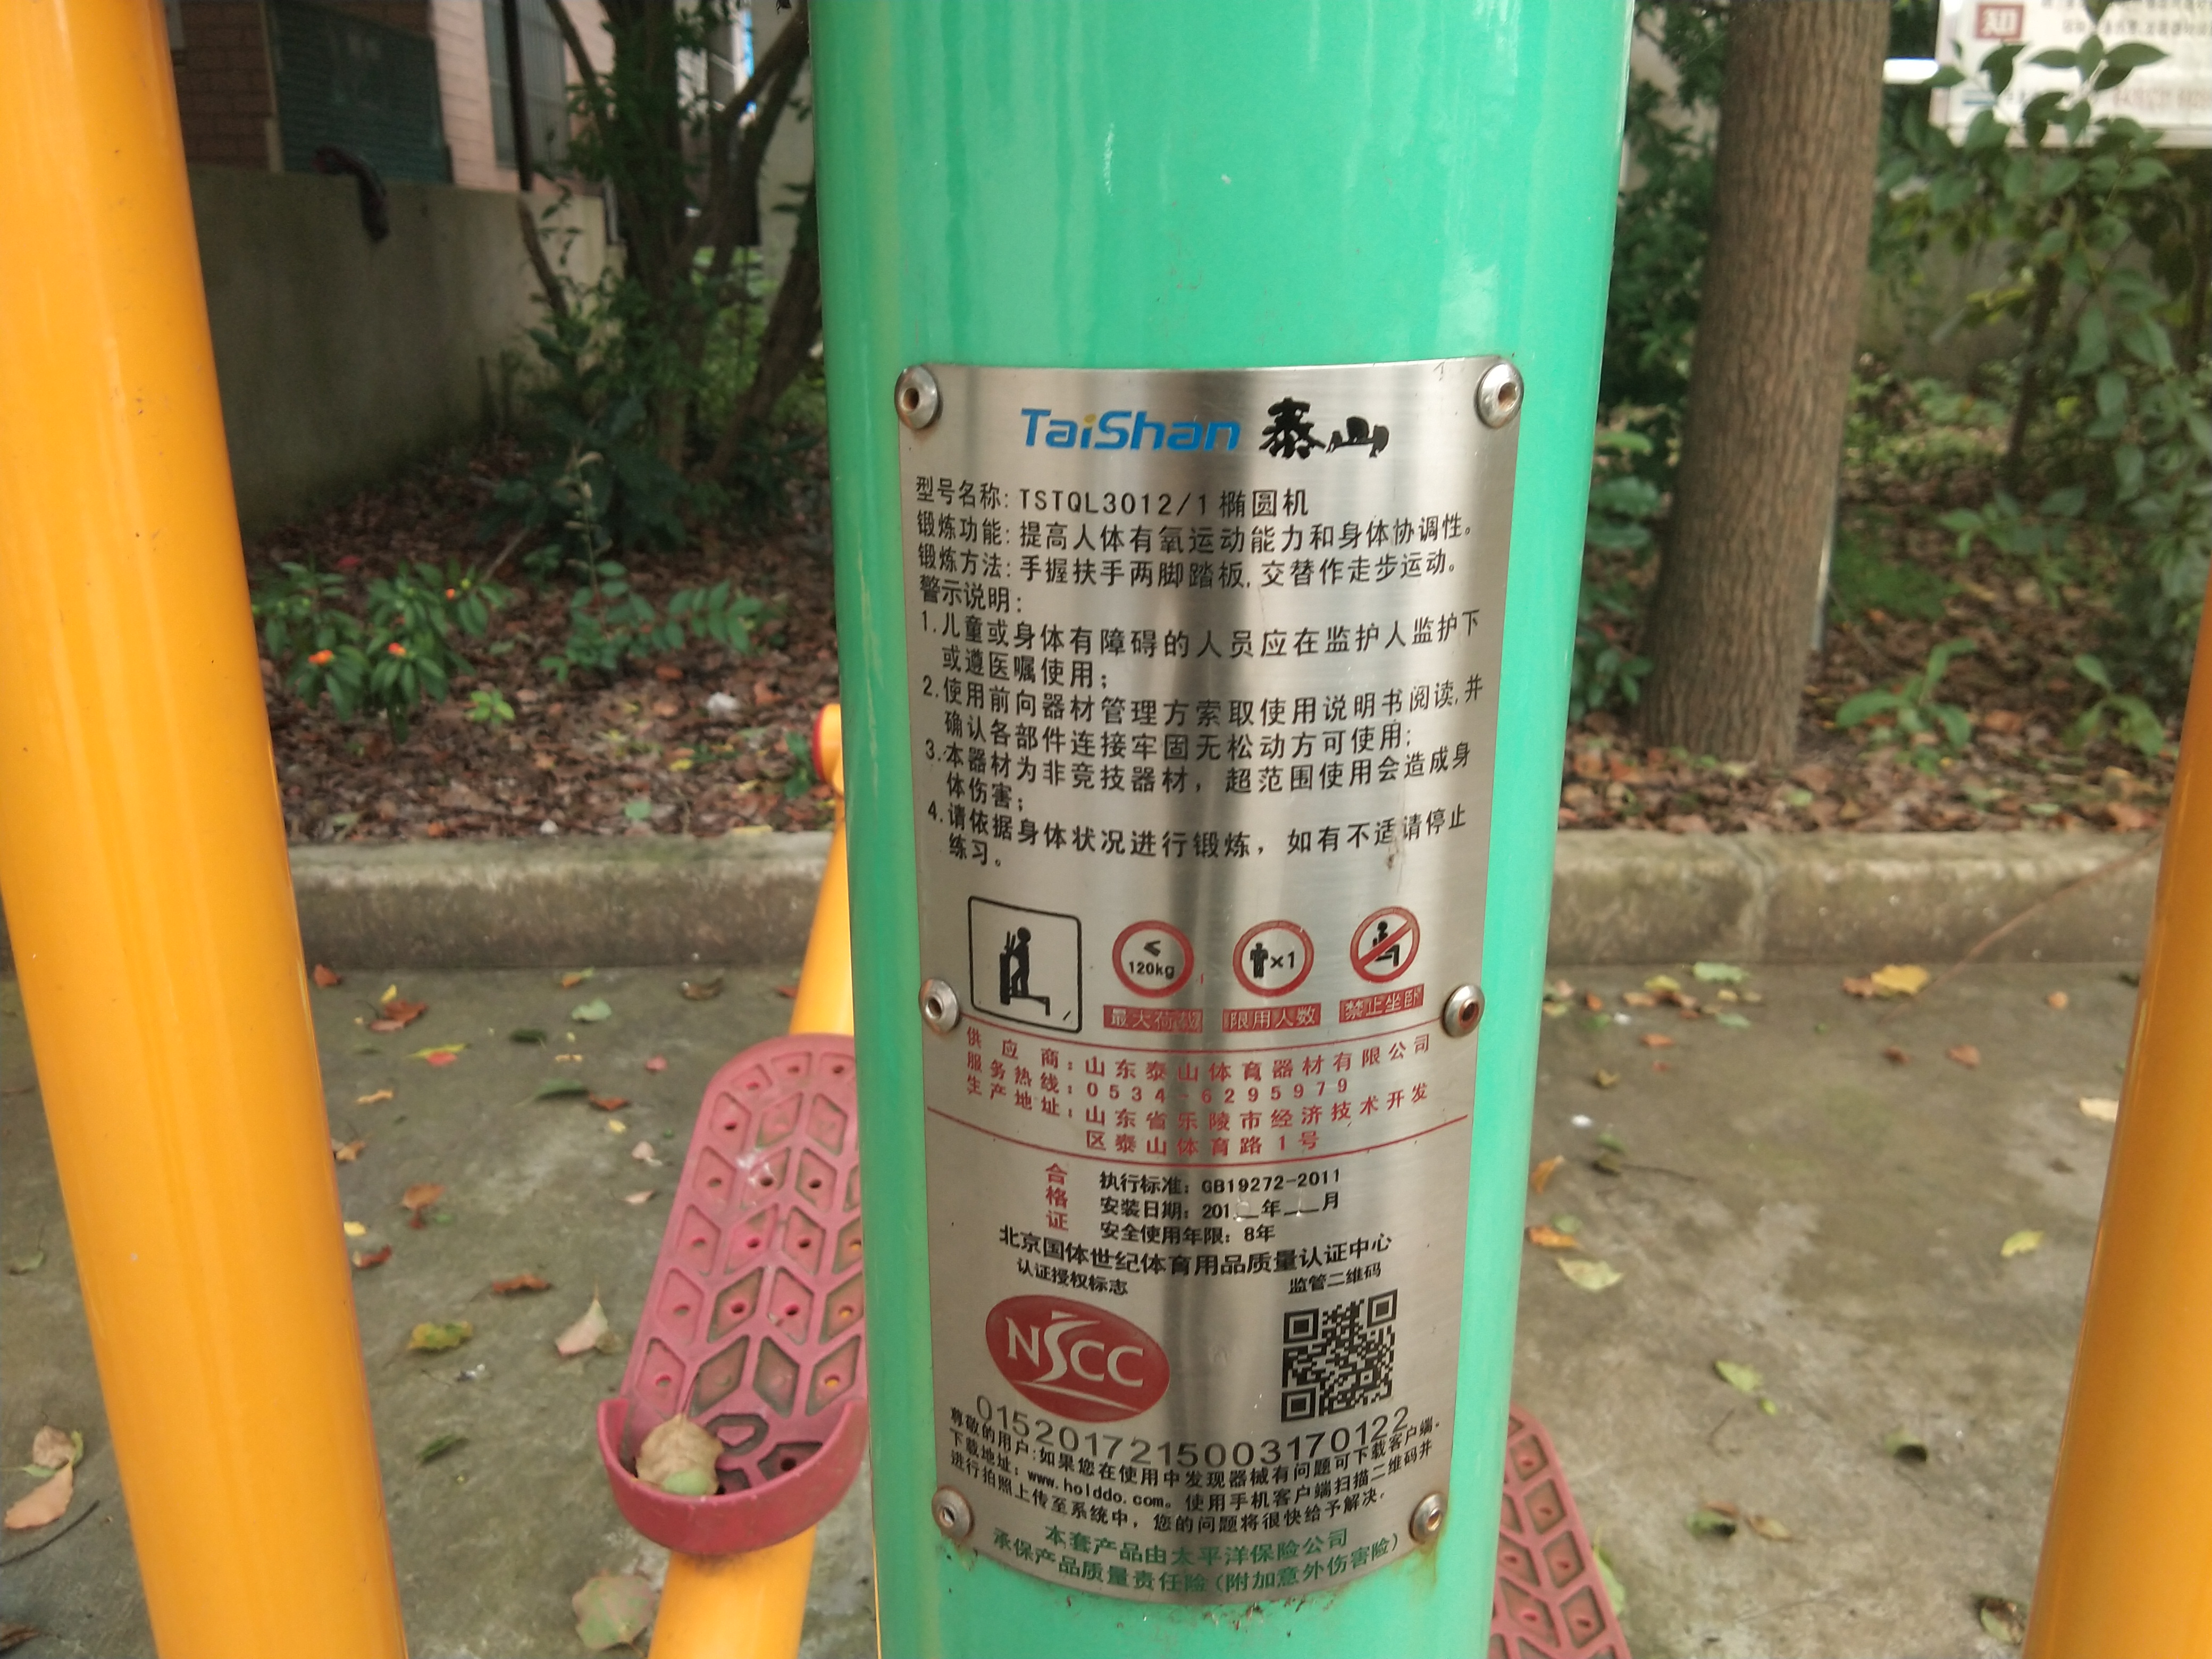 知
TaiShan 泰山
型号名称: TSTQL3012/1 椭圆机
锻炼功能: 提高人体有氧运动能力和身体协调性。
锻炼方法: 手握扶手两脚踏板, 交替作走步运动。
警示说明:
1.儿童或身体有障碍的人员应在监护人监护下
或遵医嘱使用;
2.使用前向器材管理方索取使用说明书阅读,并
确认各部件连接牢固无松动方可使用;
3.本器材为非竞技器材，超范围使用会造成身
体伤害;
4.请依据身体状况进行锻炼，如有不适请停止
练习。
≤
120kg
×1
最大荷载
限用人数
禁止坐卧
供应商: 山东泰山体育器材有限公司
服务热线: 0534-6295979
生产地址: 山东省乐陵市经济技术开发
区泰山体育路1号
合格证
执行标准: GB19272-2011
安装日期: 201__年__月
安全使用年限: 8年
北京国体世纪体育用品质量认证中心
认证授权标志
监管二维码
NSCC
01520172150031​70122
尊敬的用户:如果您在使用中发现器械有问题可下载客户端。
下载地址: www.holddo.com。使用手机客户端扫描二维码并
进行拍照上传至系统中，您的问题将很快给予解决。
本套产品由太平洋保险公司
承保产品质量责任险(附加意外伤害险)